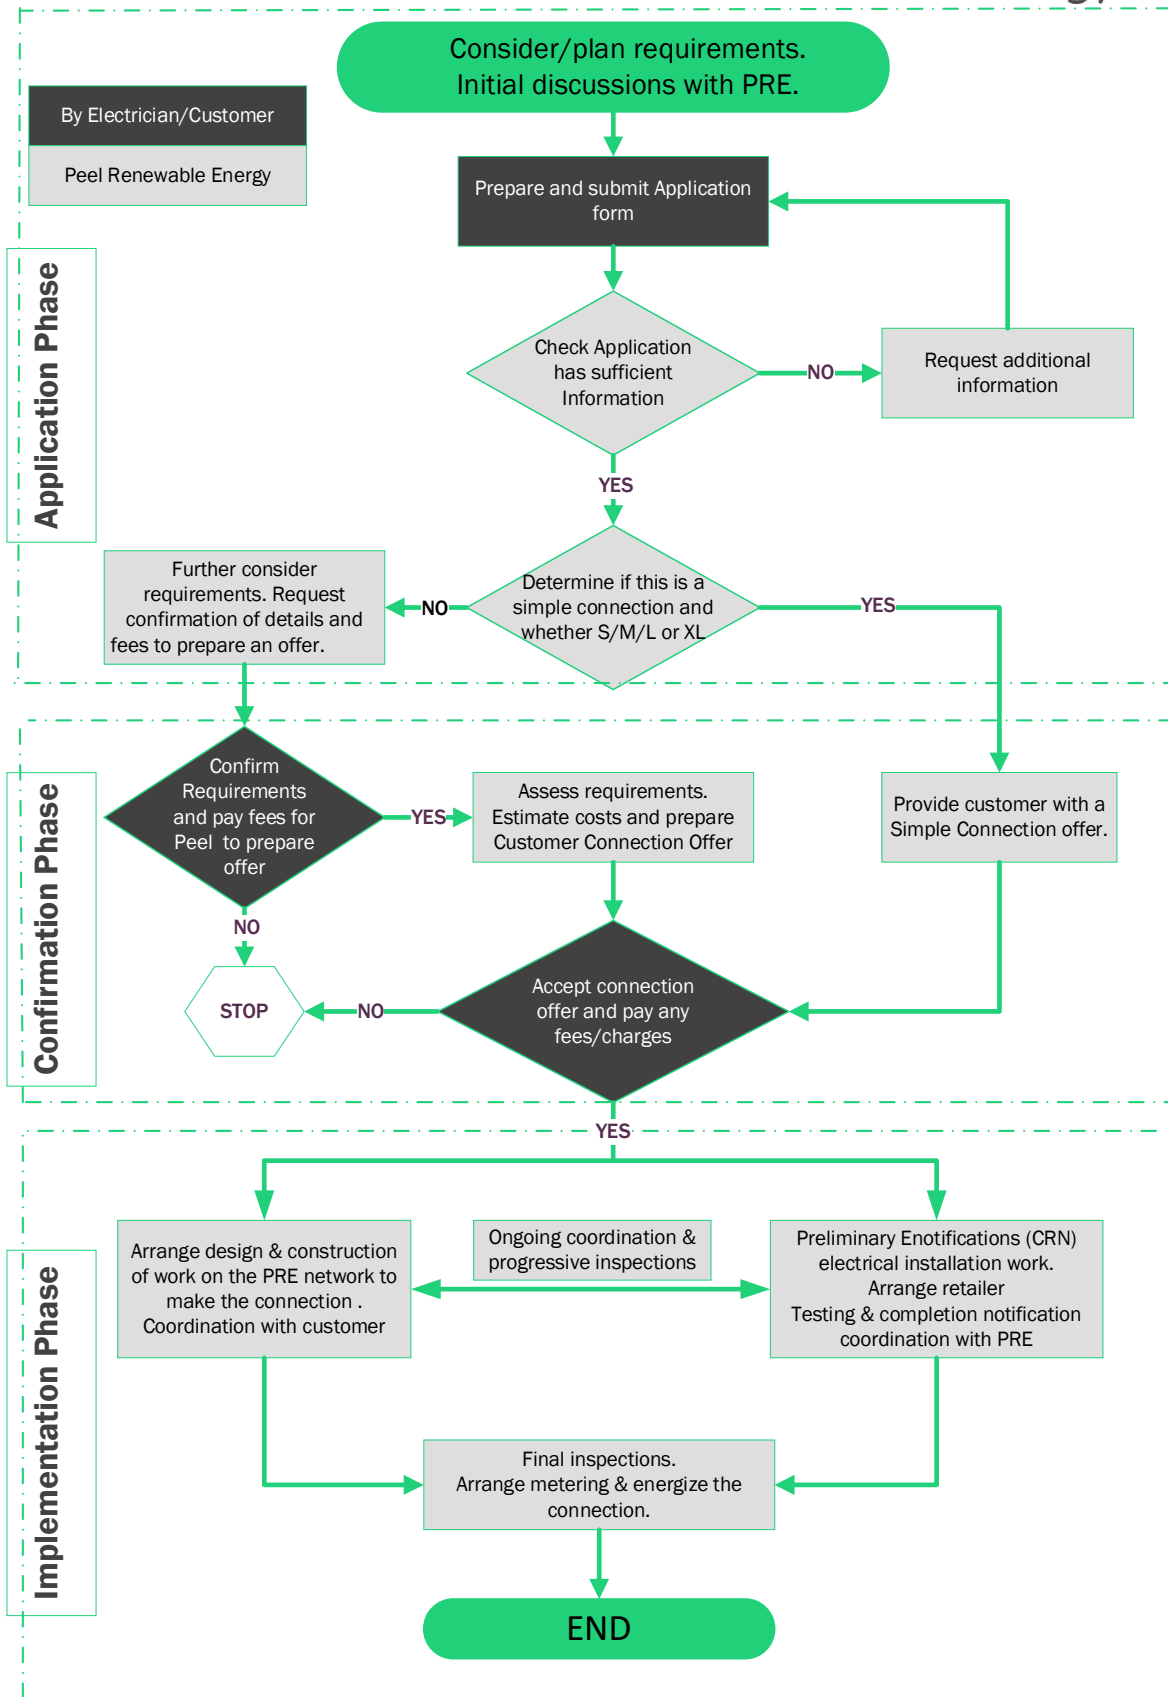 Consider/plan requirements.
Initial discussions with PRE.
By Electrician/Customer
Peel Renewable Energy
Prepare and submit Application
form
Application Phase
Check Application
has sufficient
Information
NO
Request additional
information
YES
Further consider
requirements. Request
confirmation of details and
fees to prepare an offer.
NO
Determine if this is a
simple connection and
whether S/M/L or XL
YES
Confirmation Phase
Confirm
Requirements
and pay fees for
Peel to prepare
offer
YES
Assess requirements.
Estimate costs and prepare
Customer Connection Offer
Provide customer with a
Simple Connection offer.
NO
STOP
NO
Accept connection
offer and pay any
fees/charges
YES
Implementation Phase
Arrange design & construction
of work on the PRE network to
make the connection .
Coordination with customer
Ongoing coordination &
progressive inspections
Preliminary Enotifications (CRN)
electrical installation work.
Arrange retailer
Testing & completion notification
coordination with PRE
Final inspections.
Arrange metering & energize the
connection.
END